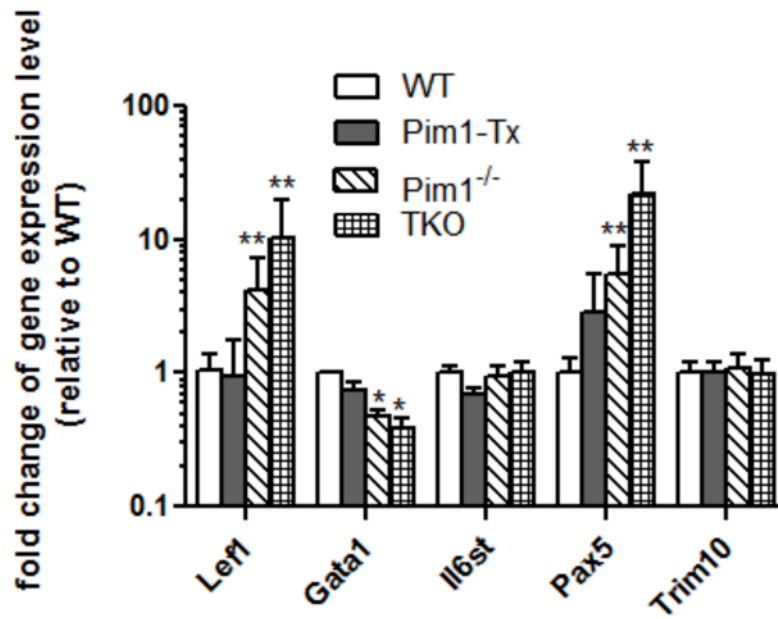 fold change of gene expression level
(relative to WT)
100
10
1
0.1
WT
Pim1-Tx
Pim1-/-
TKO
** **
* *
** **
Lef1
Gata1
Il6st
Pax5
Trim10